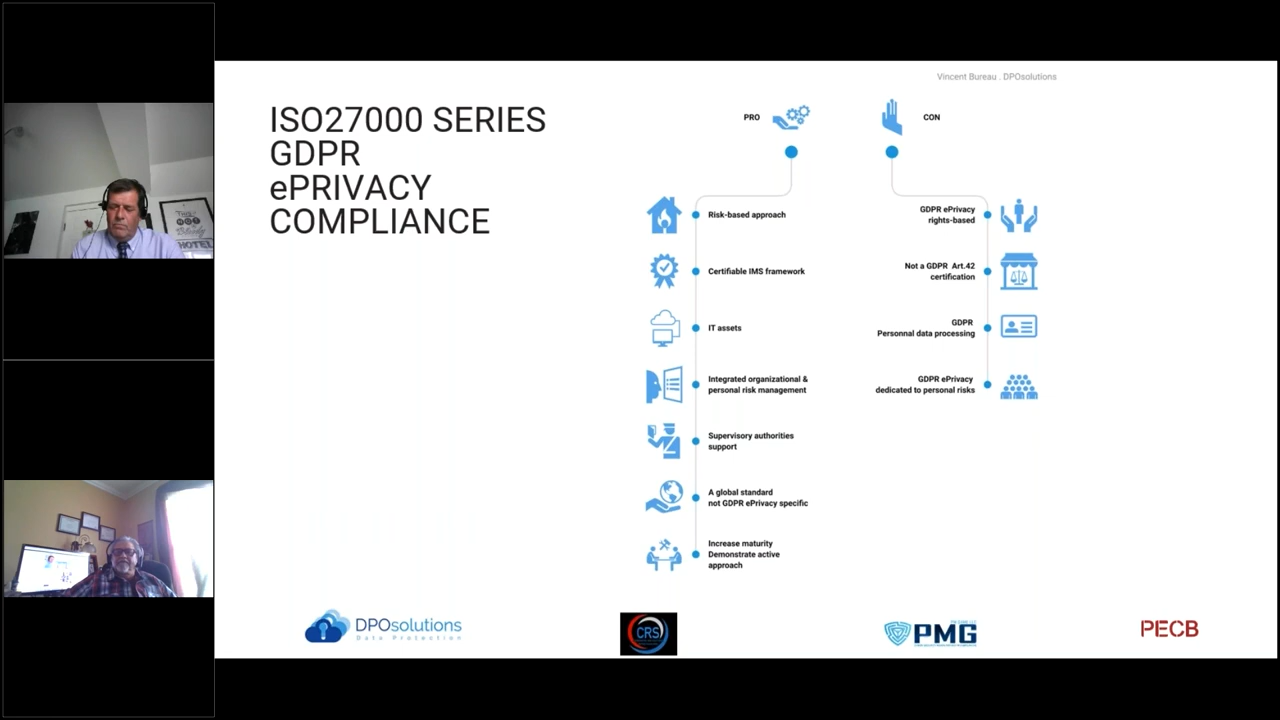 Vincent Bureau . DPOsolutions
ISO27000 SERIES
GDPR
ePRIVACY
COMPLIANCE
PRO
CON
Risk-based approach
Certifiable IMS framework
IT assets
Integrated organizational &
personal risk management
Supervisory authorities
support
A global standard
not GDPR ePrivacy specific
Increase maturity
Demonstrate active
approach
GDPR ePrivacy
rights-based
Not a GDPR Art.42
certification
GDPR
Personnal data processing
GDPR ePrivacy
dedicated to personal risks
DPOsolutions
Data Protection
CRS
PMG
PECB
HOTEL